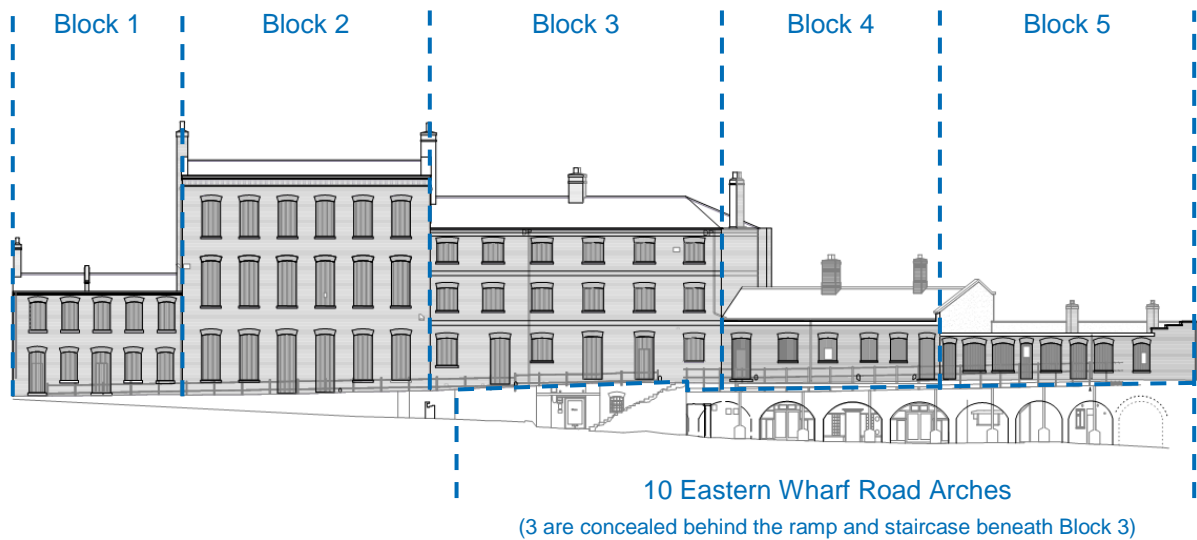 Block 1
Block 2
Block 3
Block 4
Block 5
10 Eastern Wharf Road Arches
(3 are concealed behind the ramp and staircase beneath Block 3)